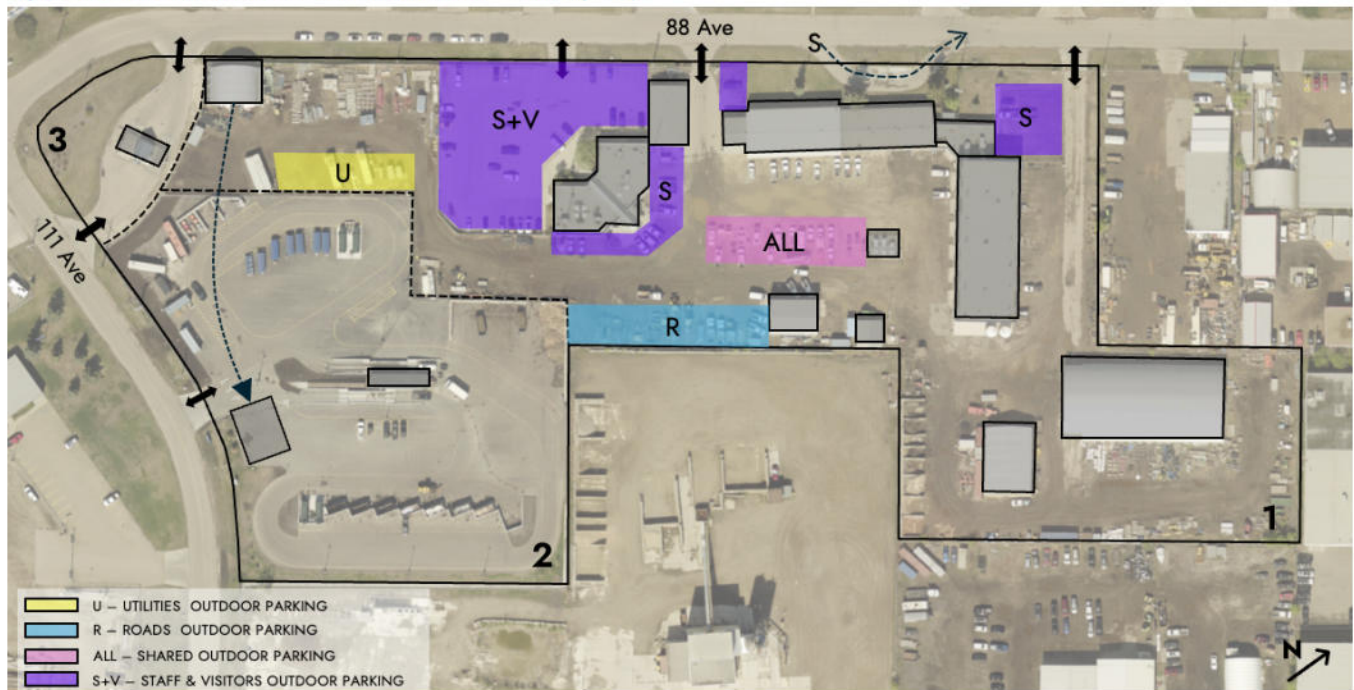 88 Ave
S
S+V
S
3
U
S
111 Ave
ALL
R
1
2
U – UTILITIES OUTDOOR PARKING
R – ROADS OUTDOOR PARKING
ALL – SHARED OUTDOOR PARKING
S+V – STAFF & VISITORS OUTDOOR PARKING
N